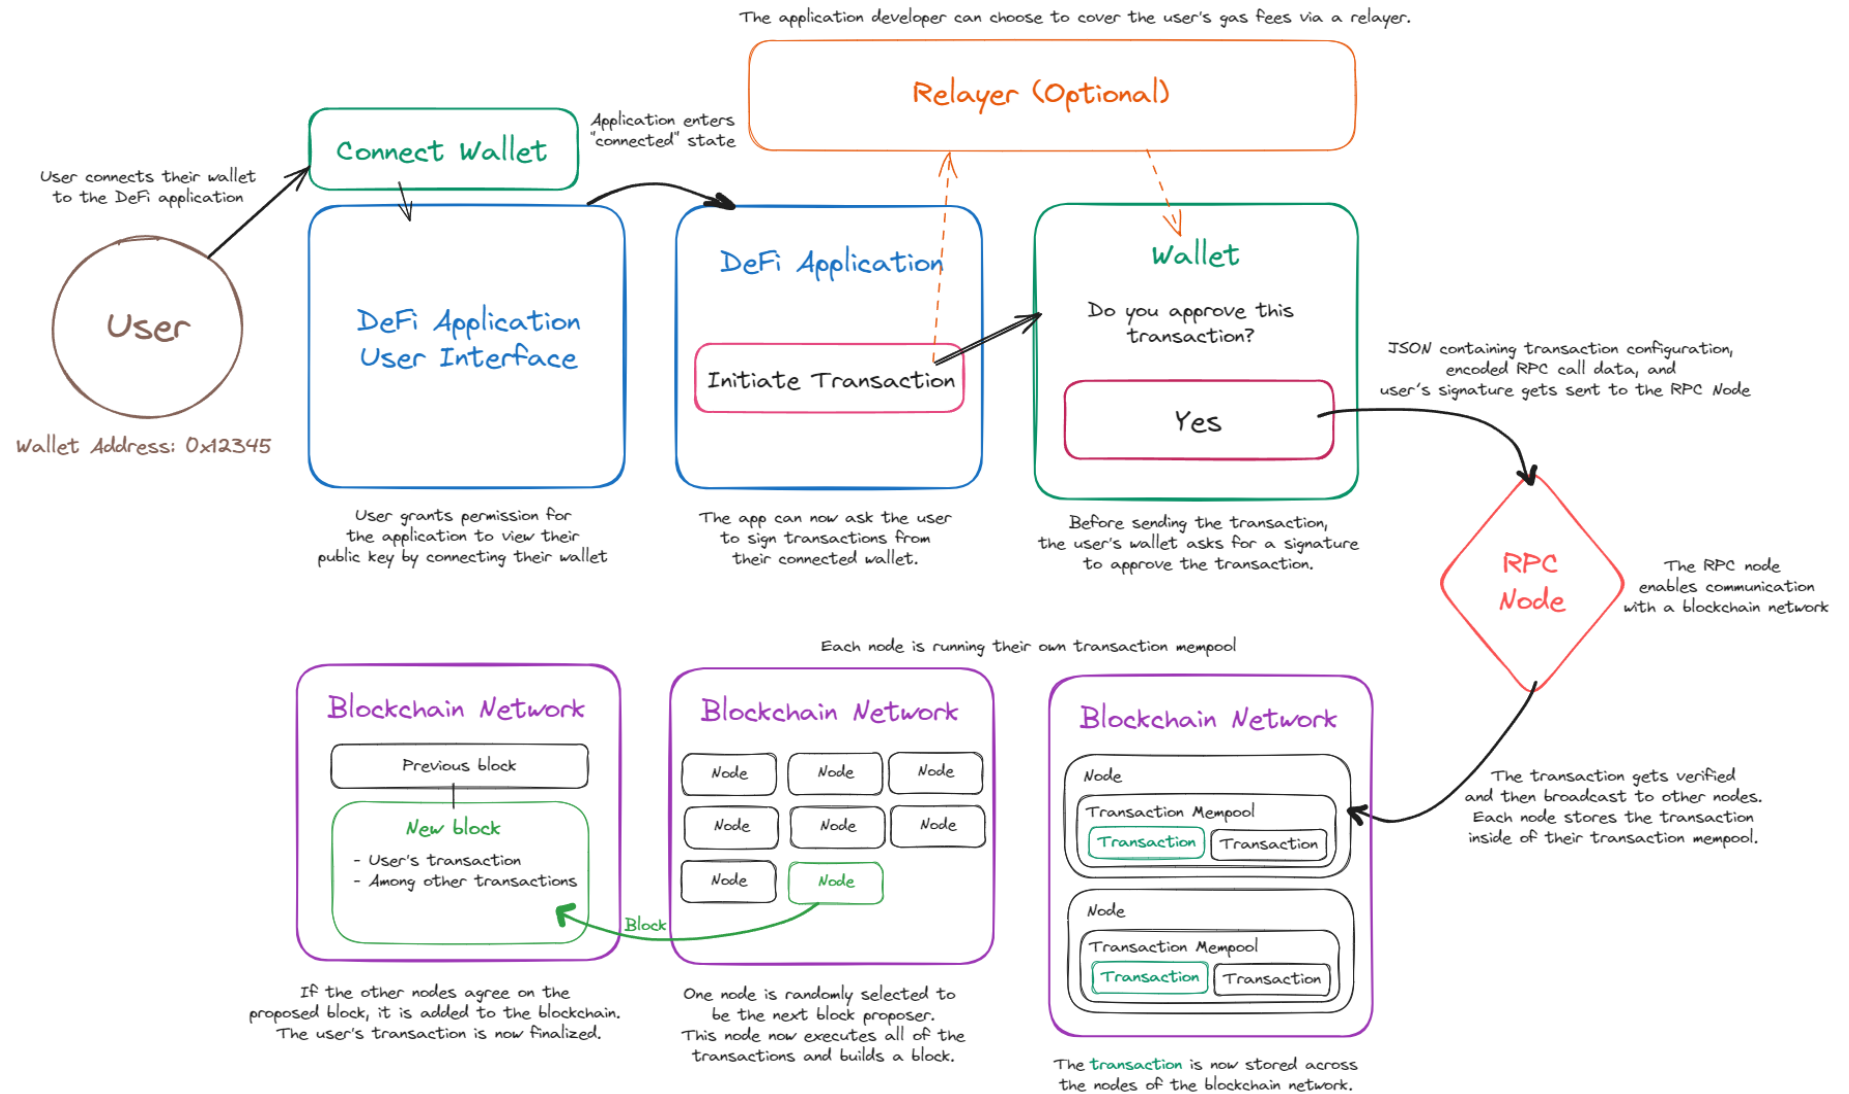 The application developer can choose to cover the user's gas fees via a relayer.
Relayer (Optional)
Application enters
"connected" state
Connect Wallet
User connects their wallet
to the DeFi application
User
Wallet Address: 0x12345
DeFi Application
User Interface
User grants permission for
the application to view their
public key by connecting their wallet
DeFi Application
Initiate Transaction
The app can now ask the user
to sign transactions from
their connected wallet.
Wallet
Do you approve this
transaction?
Yes
Before sending the transaction,
the user's wallet asks for a signature
to approve the transaction.
JSON containing transaction configuration,
encoded RPC call data, and
user's signature gets sent to the RPC Node
RPC
Node
The RPC node
enables communication
with a blockchain network
The transaction gets verified
and then broadcast to other nodes.
Each node stores the transaction
inside of their transaction mempool.
Each node is running their own transaction mempool
Blockchain Network
Node
Transaction Mempool
Transaction
Transaction
Node
Transaction Mempool
Transaction
Transaction
The transaction is now stored across
the nodes of the blockchain network.
Blockchain Network
Node
Node
Node
Node
Node
Node
Node
Node
One node is randomly selected to
be the next block proposer.
This node now executes all of the
transactions and builds a block.
Block
Blockchain Network
Previous block
New block
- User's transaction
- Among other transactions
If the other nodes agree on the
proposed block, it is added to the blockchain.
The user's transaction is now finalized.